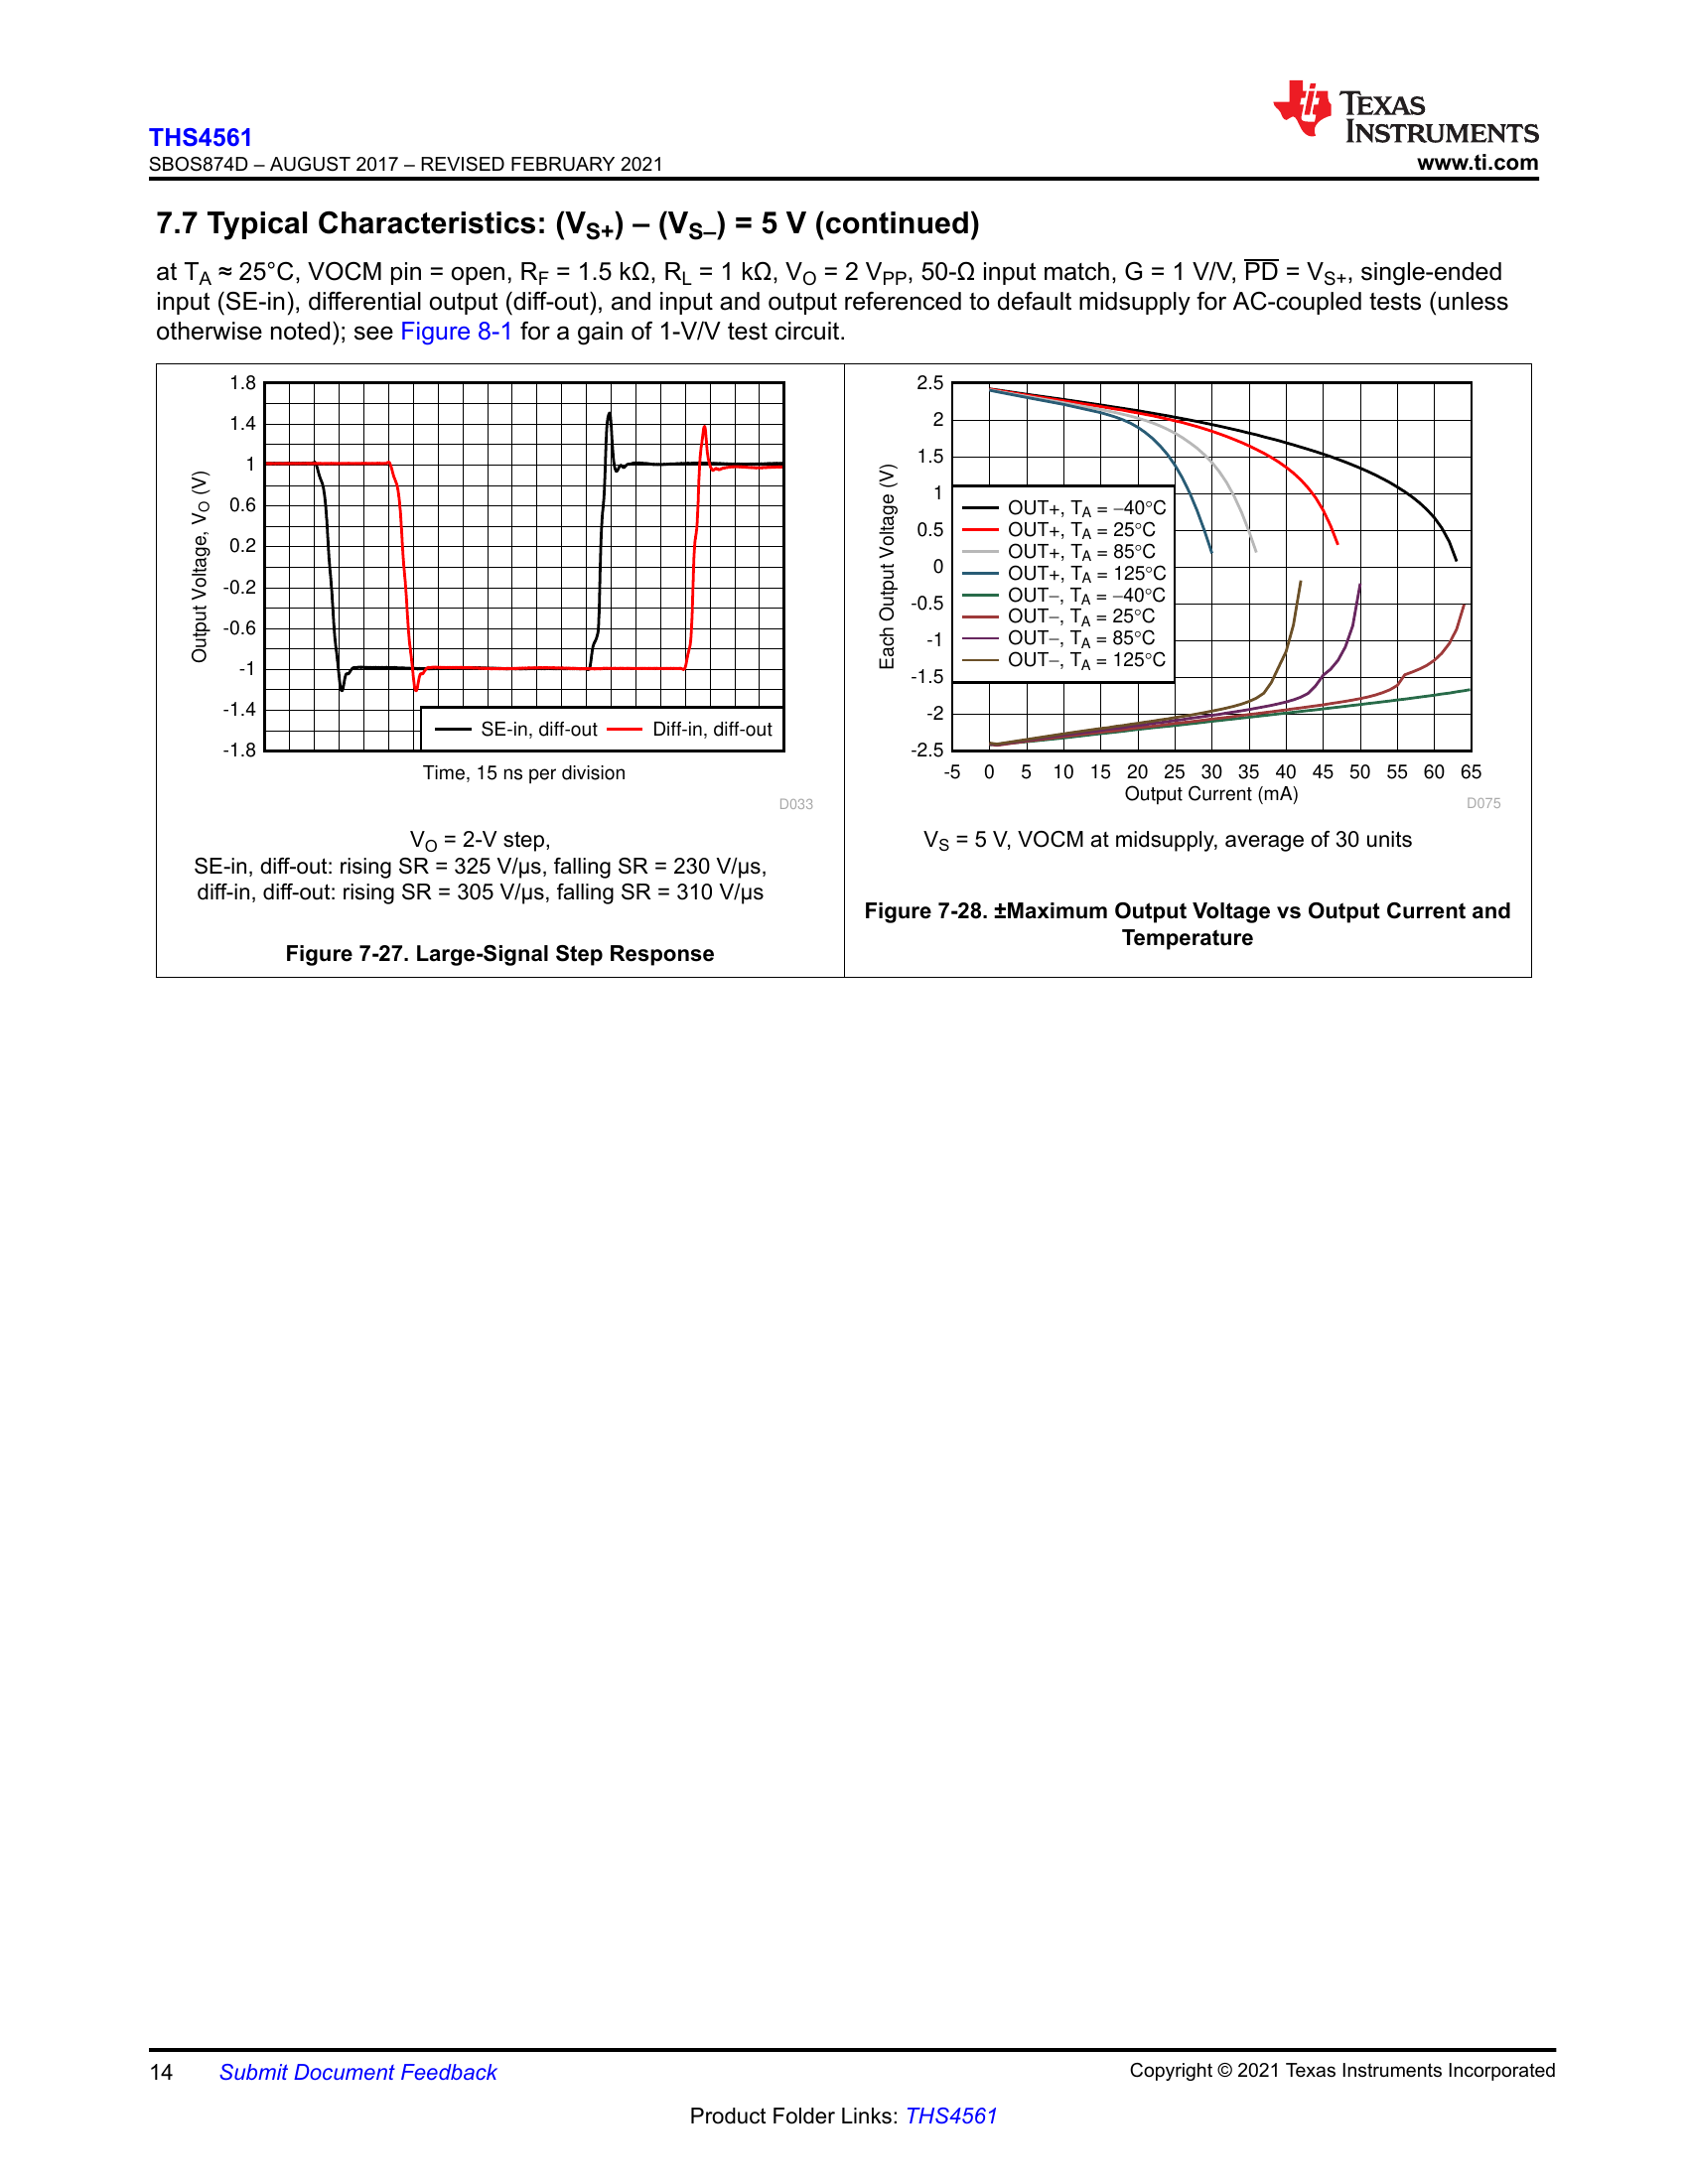 TEXAS
INSTRUMENTS
THS4561
SBOS874D – AUGUST 2017 – REVISED FEBRUARY 2021
www.ti.com
7.7 Typical Characteristics: (VS+) – (VS–) = 5 V (continued)
at TA ≈ 25°C, VOCM pin = open, RF = 1.5 kΩ, RL = 1 kΩ, VO = 2 VPP, 50-Ω input match, G = 1 V/V, PD = VS+, single-ended
input (SE-in), differential output (diff-out), and input and output referenced to default midsupply for AC-coupled tests (unless
otherwise noted); see Figure 8-1 for a gain of 1-V/V test circuit.
Output Voltage, VO (V)
1.8
1.4
1
0.6
0.2
-0.2
-0.6
-1
-1.4
-1.8
SE-in, diff-out
Diff-in, diff-out
Time, 15 ns per division
D033
VO = 2-V step,
SE-in, diff-out: rising SR = 325 V/µs, falling SR = 230 V/µs,
diff-in, diff-out: rising SR = 305 V/µs, falling SR = 310 V/µs
Figure 7-27. Large-Signal Step Response
Each Output Voltage (V)
2.5
2
1.5
1
0.5
0
-0.5
-1
-1.5
-2
-2.5
OUT+, TA = –40°C
OUT+, TA = 25°C
OUT+, TA = 85°C
OUT+, TA = 125°C
OUT–, TA = –40°C
OUT–, TA = 25°C
OUT–, TA = 85°C
OUT–, TA = 125°C
-5 0 5 10 15 20 25 30 35 40 45 50 55 60 65
Output Current (mA)
D075
VS = 5 V, VOCM at midsupply, average of 30 units
Figure 7-28. ±Maximum Output Voltage vs Output Current and
Temperature
14 Submit Document Feedback
Copyright © 2021 Texas Instruments Incorporated
Product Folder Links: THS4561